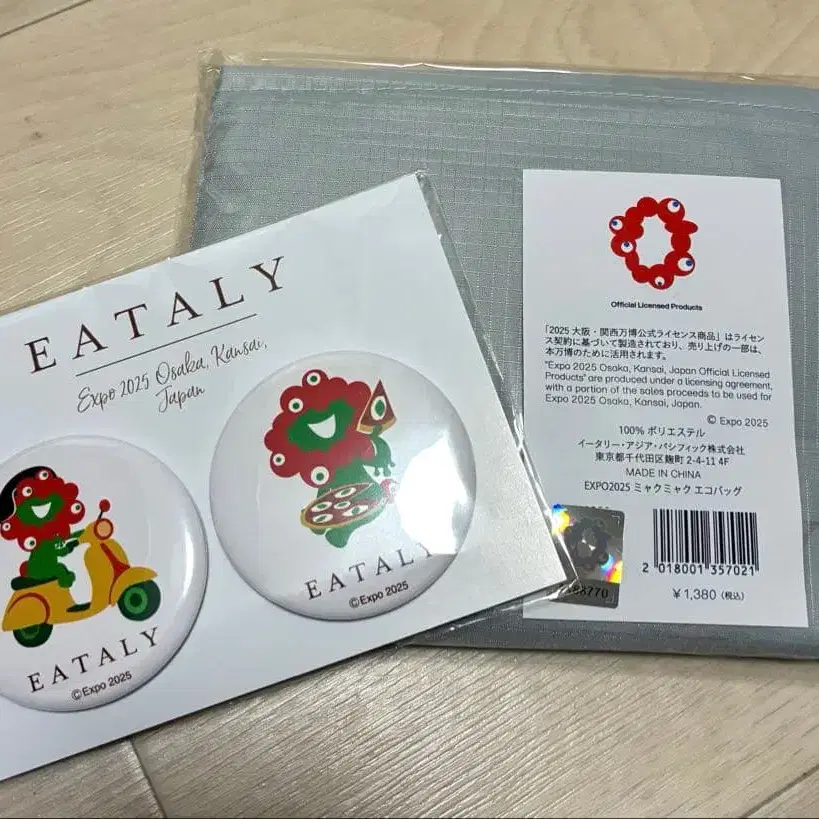 EATALY
Expo 2025 Osaka, Kansai,
Japan
EATALY
©Expo 2025
EATALY
©Expo 2025
Official Licensed Products
「2025 大阪・関西万博公式ライセンス商品」はライセン
ス契約に基づいて製造されており、売り上げの一部は、
本万博のために活用されます。
"Expo 2025 Osaka, Kansai, Japan Official Licensed
Products" are produced under a licensing agreement,
with a portion of the sales proceeds to be used for
Expo 2025 Osaka, Kansai, Japan.
© Expo 2025
100% ポリエステル
イータリー・アジア・パシフィック株式会社
東京都千代田区麹町 2-4-11 4F
MADE IN CHINA
EXPO2025 ミャクミャク エコバッグ
2 018001 357021
¥1,380 (税込)